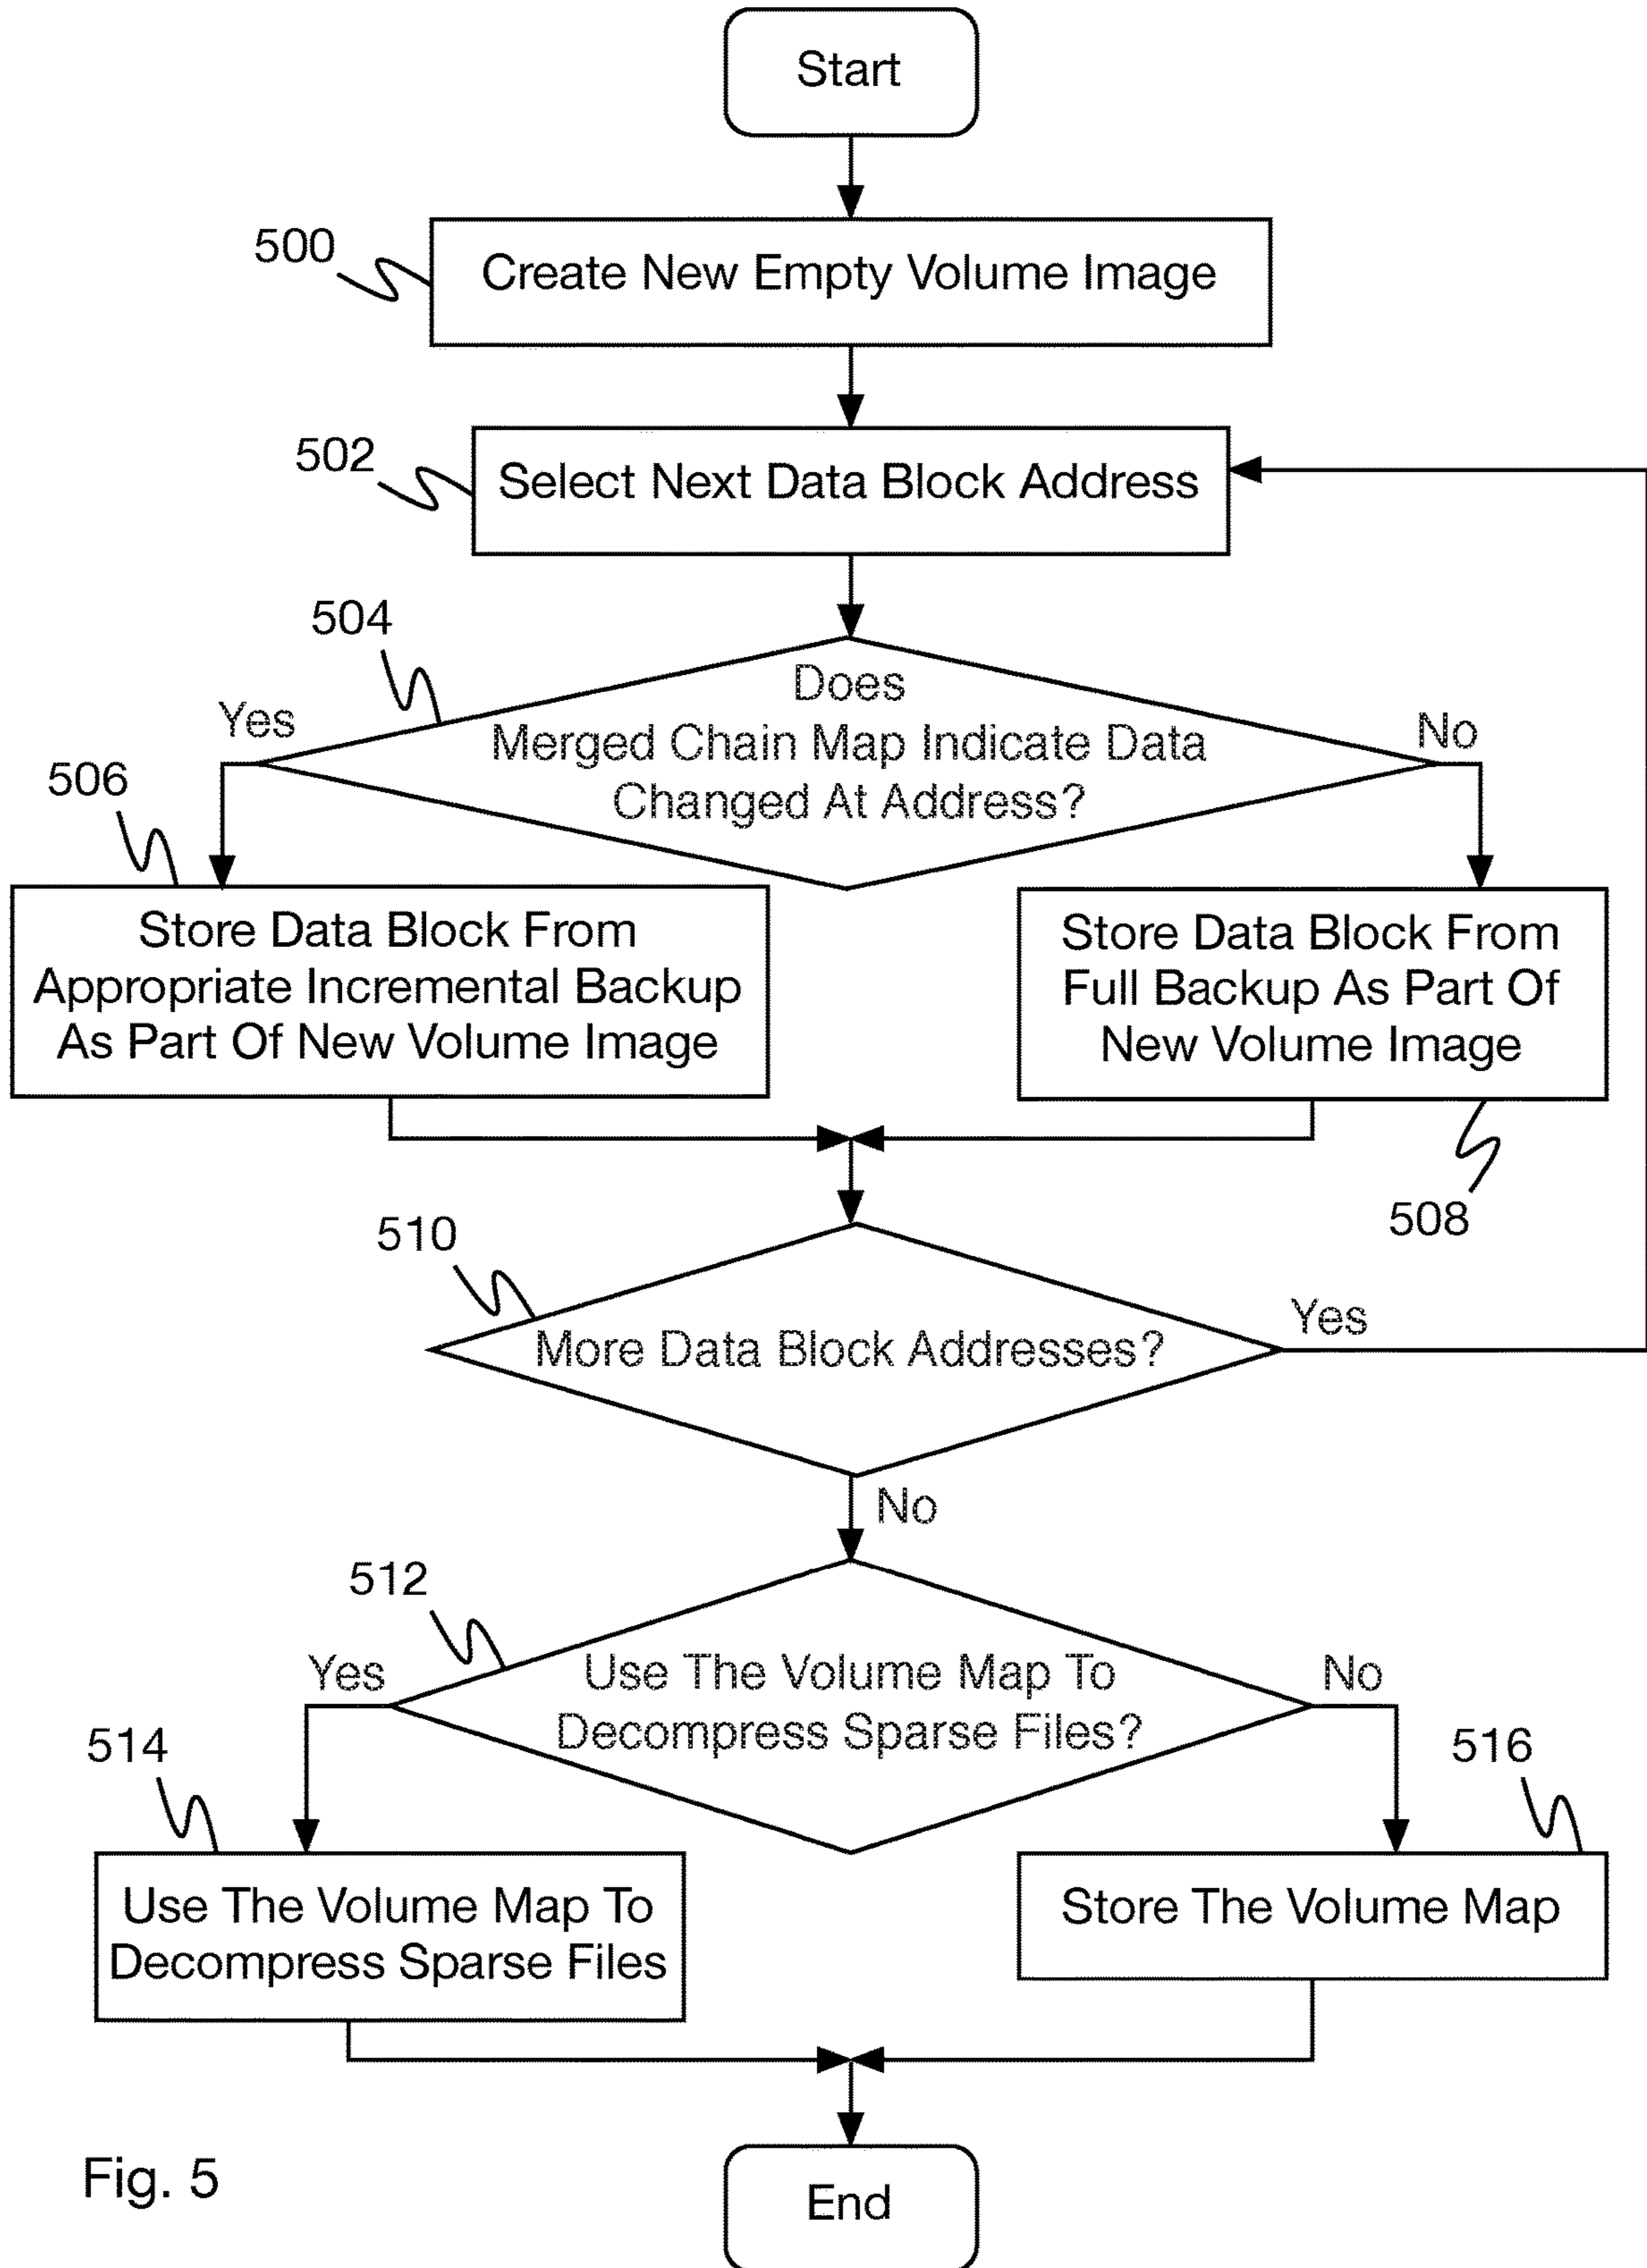 Start
500
Create New Empty Volume Image
502
Select Next Data Block Address
504
Does
Merged Chain Map Indicate Data
Changed At Address?
Yes
No
506
Store Data Block From
Appropriate Incremental Backup
As Part Of New Volume Image
Store Data Block From
Full Backup As Part Of
New Volume Image
508
510
More Data Block Addresses?
Yes
No
512
Use The Volume Map To
Decompress Sparse Files?
Yes
No
514
Use The Volume Map To
Decompress Sparse Files
516
Store The Volume Map
Fig. 5
End